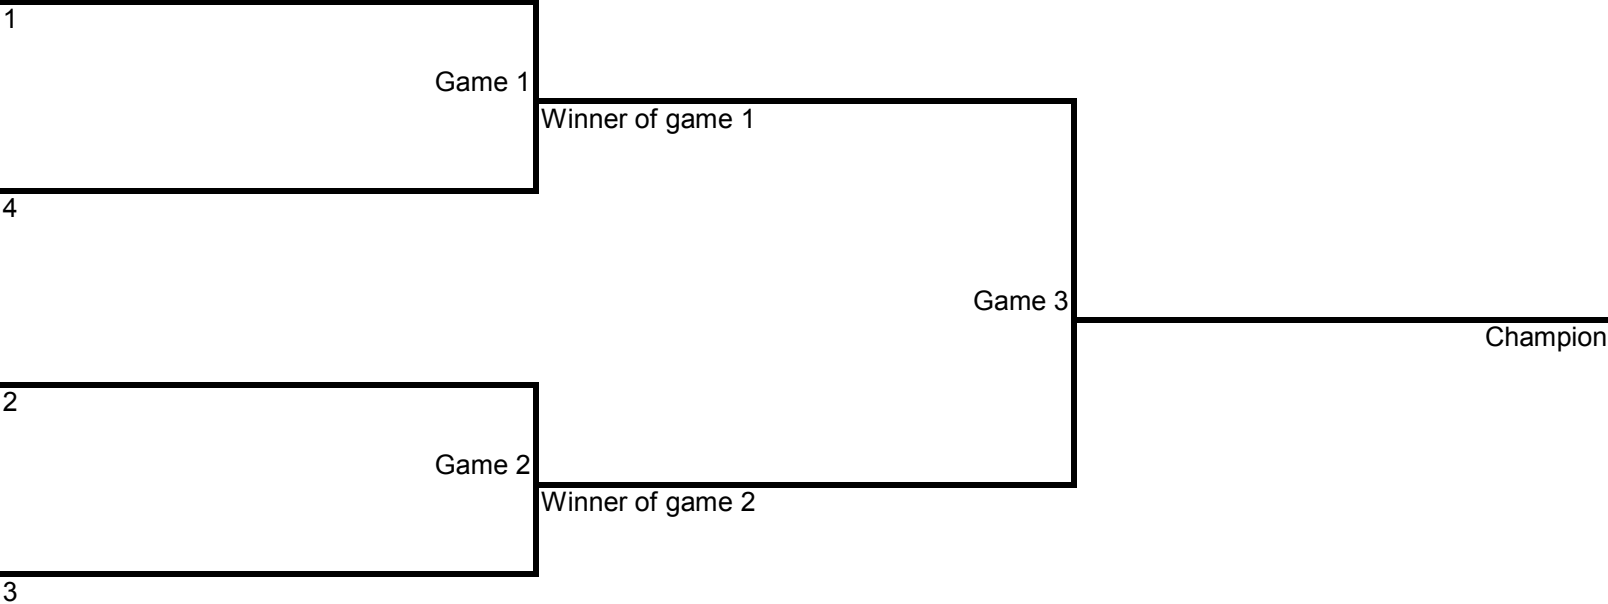 1
Game 1
Winner of game 1
4
Game 3
Champion
2
Game 2
Winner of game 2
3